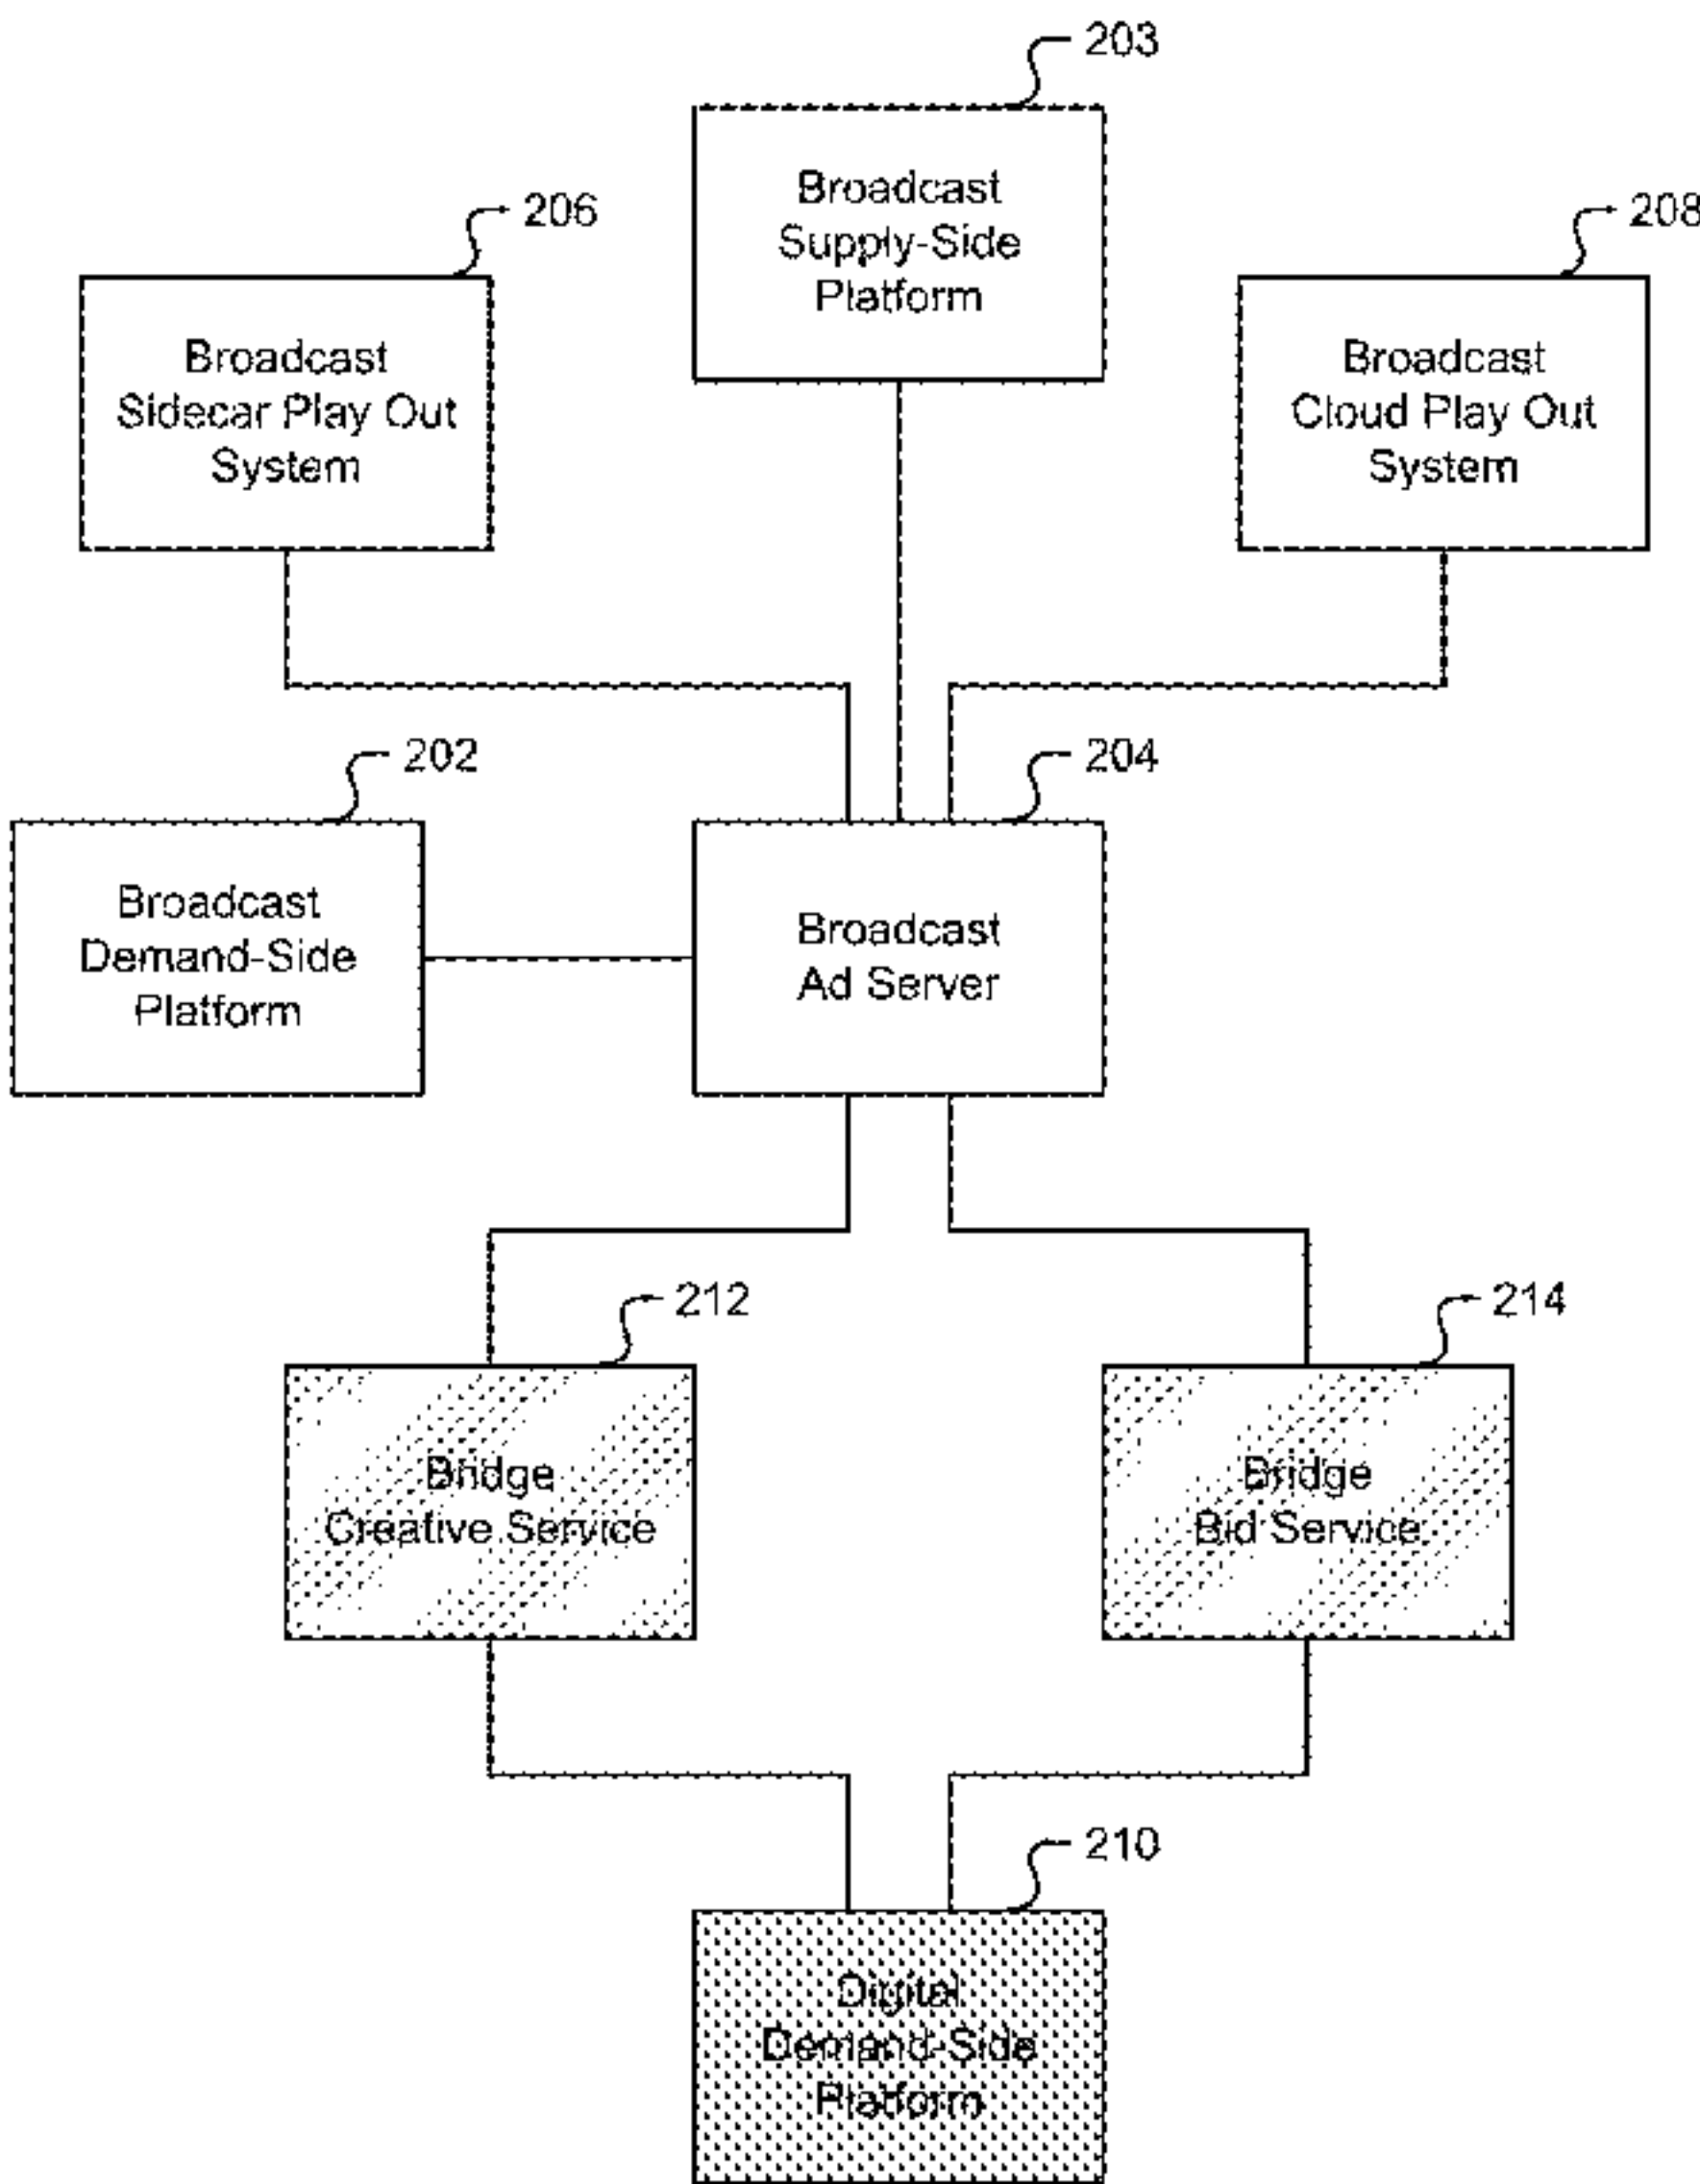 203
Broadcast
Supply-Side
Platform
206
Broadcast
Sidecar Play Out
System
208
Broadcast
Cloud Play Out
System
202
Broadcast
Demand-Side
Platform
204
Broadcast
Ad Server
212
Bridge
Creative Service
214
Bridge
Bid Service
210
Digital
Demand-Side
Platform